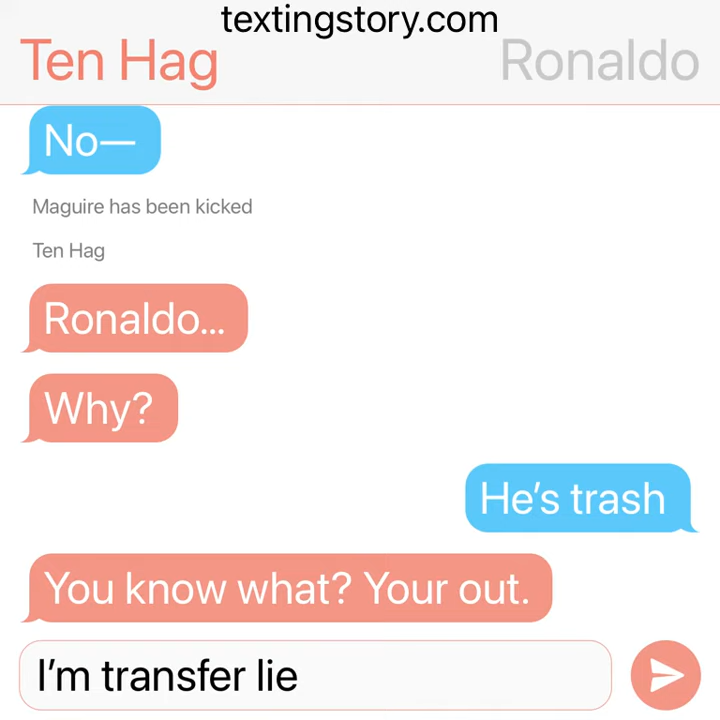 textingstory.com
Ten Hag
Ronaldo
No—
Maguire has been kicked
Ten Hag
Ronaldo...
Why?
He’s trash
You know what? Your out.
I’m transfer lie